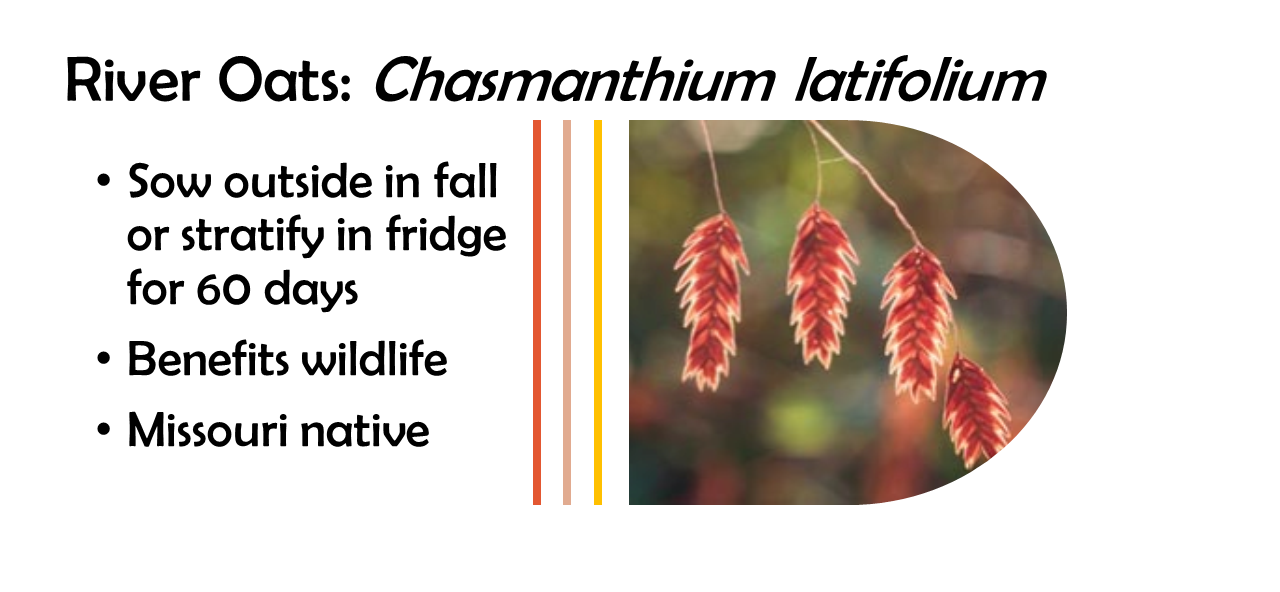 River Oats: Chasmanthium latifolium
• Sow outside in fall
or stratify in fridge
for 60 days
• Benefits wildlife
• Missouri native